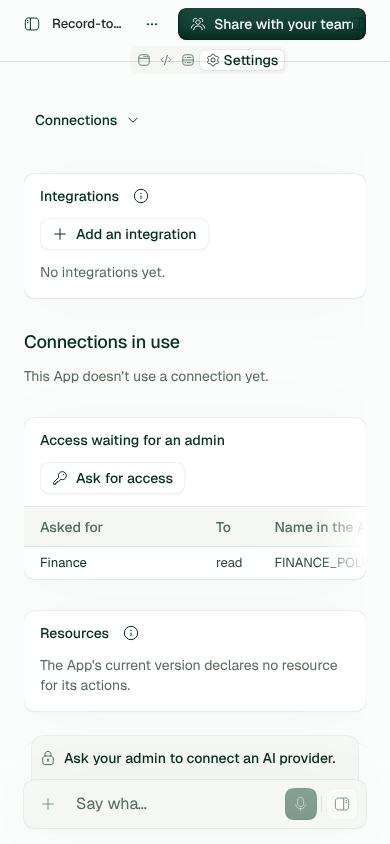 Record-to...
Share with your team
Settings
Connections
Integrations
Add an integration
No integrations yet.
Connections in use
This App doesn't use a connection yet.
Access waiting for an admin
Ask for access
Asked for To Name in the
Finance read FINANCE_POL
Resources
The App's current version declares no resource
for its actions.
Ask your admin to connect an AI provider.
Say wha...